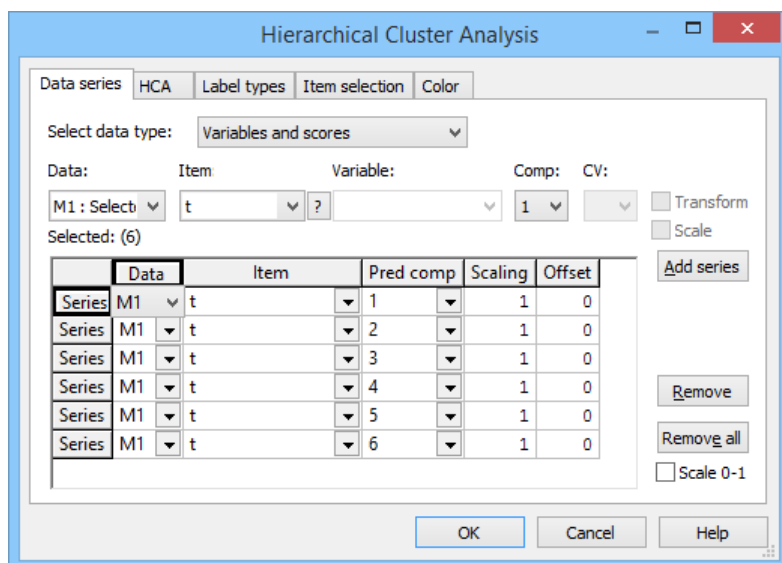 Hierarchical Cluster Analysis
Data series HCA Label types Item selection Color
Select data type: Variables and scores
Data: Item: Variable: Comp: CV:
M1 : Selecti t ? 1 Transform
Selected: (6) Scale
Data Item Pred comp Scaling Offset Add series
Series M1 t 1 1 0
Series M1 t 2 1 0
Series M1 t 3 1 0
Series M1 t 4 1 0 Remove
Series M1 t 5 1 0
Series M1 t 6 1 0 Remove all
Scale 0-1
OK Cancel Help